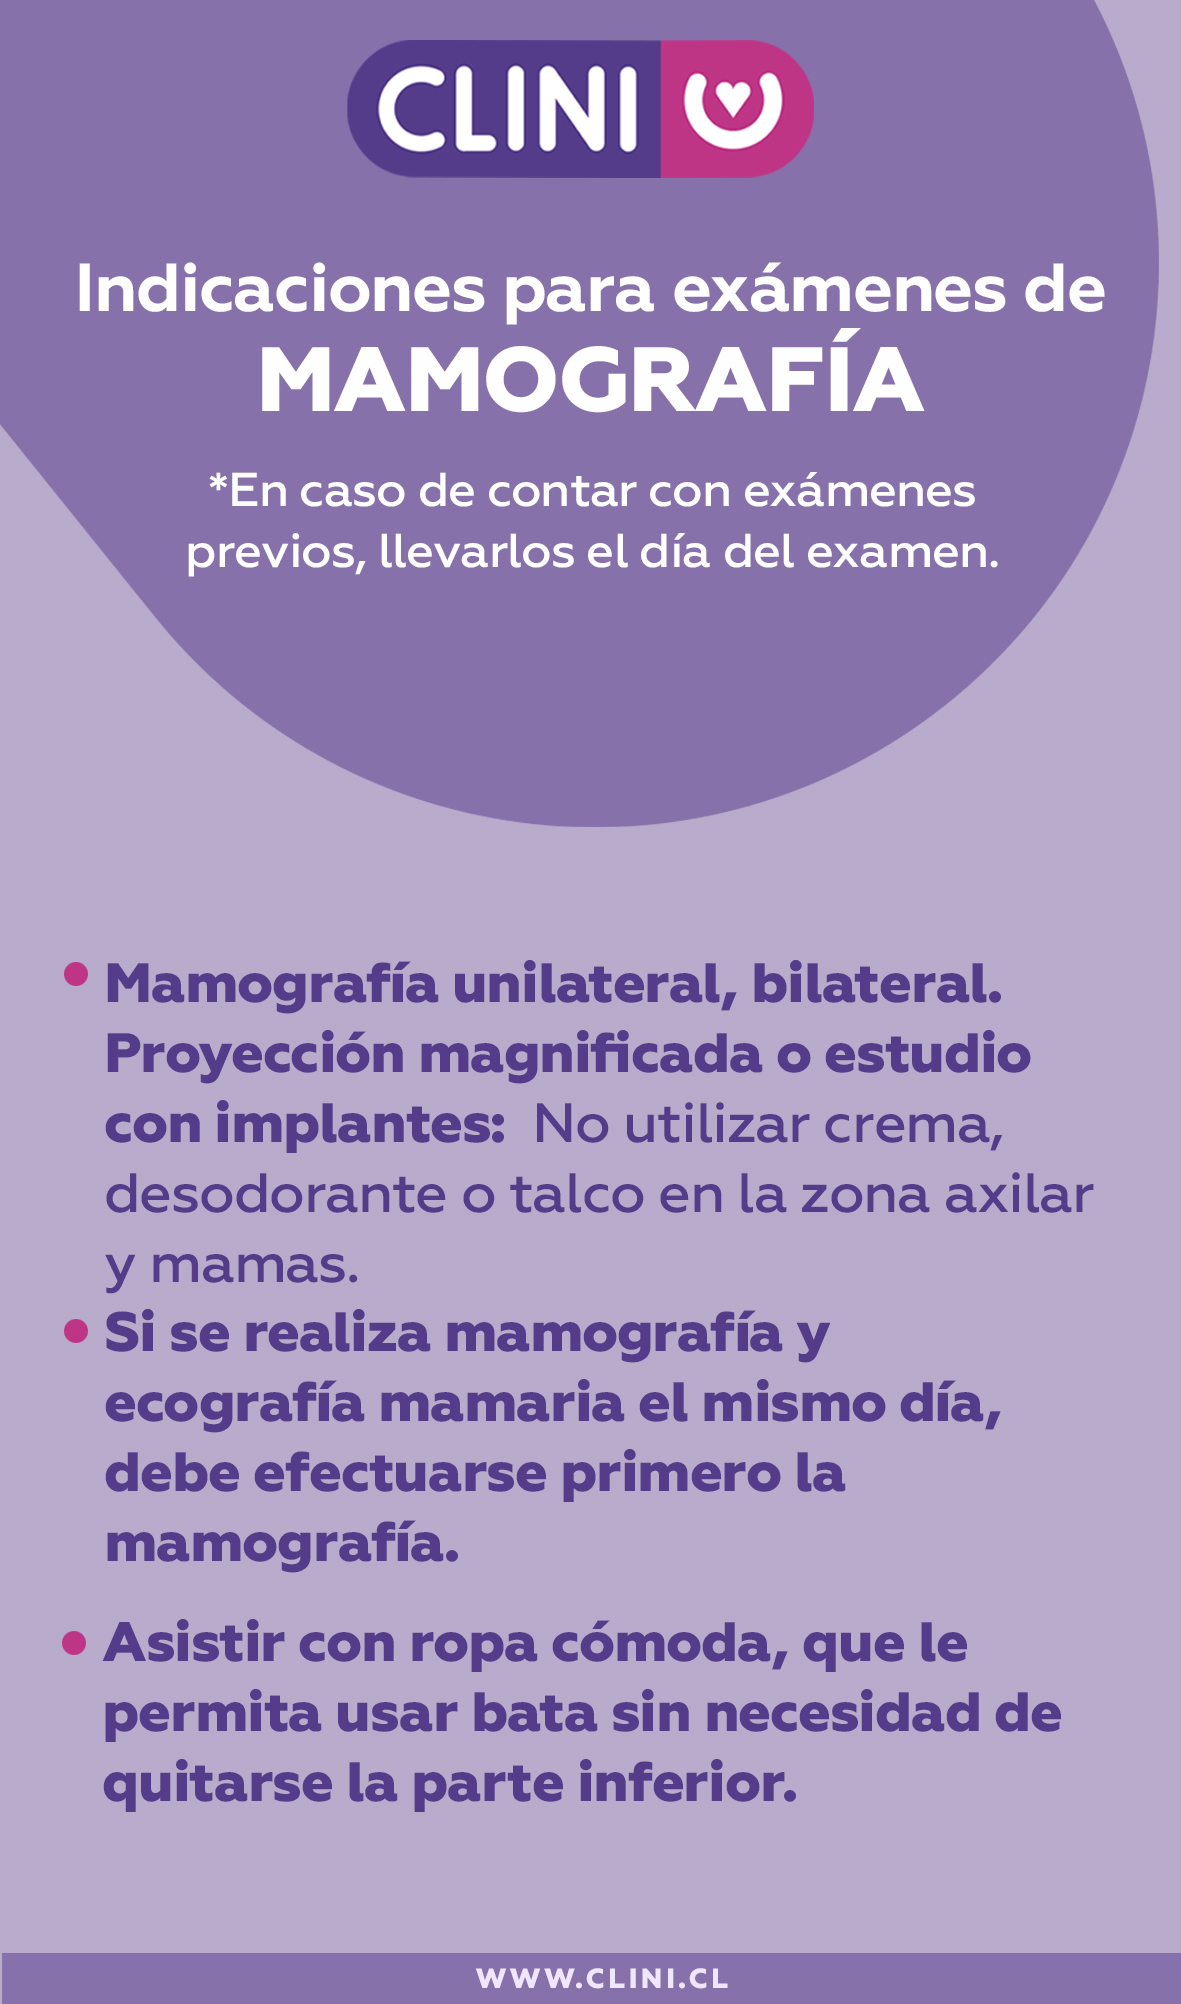 CLINI
Indicaciones para exámenes de
MAMOGRAFÍA
*En caso de contar con exámenes
previos, llevarlos el día del examen.
• Mamografía unilateral, bilateral.
Proyección magnificada o estudio
con implantes: No utilizar crema,
desodorante o talco en la zona axilar
y mamas.
• Si se realiza mamografía y
ecografía mamaria el mismo día,
debe efectuarse primero la
mamografía.
• Asistir con ropa cómoda, que le
permita usar bata sin necesidad de
quitarse la parte inferior.
WWW.CLINI.CL